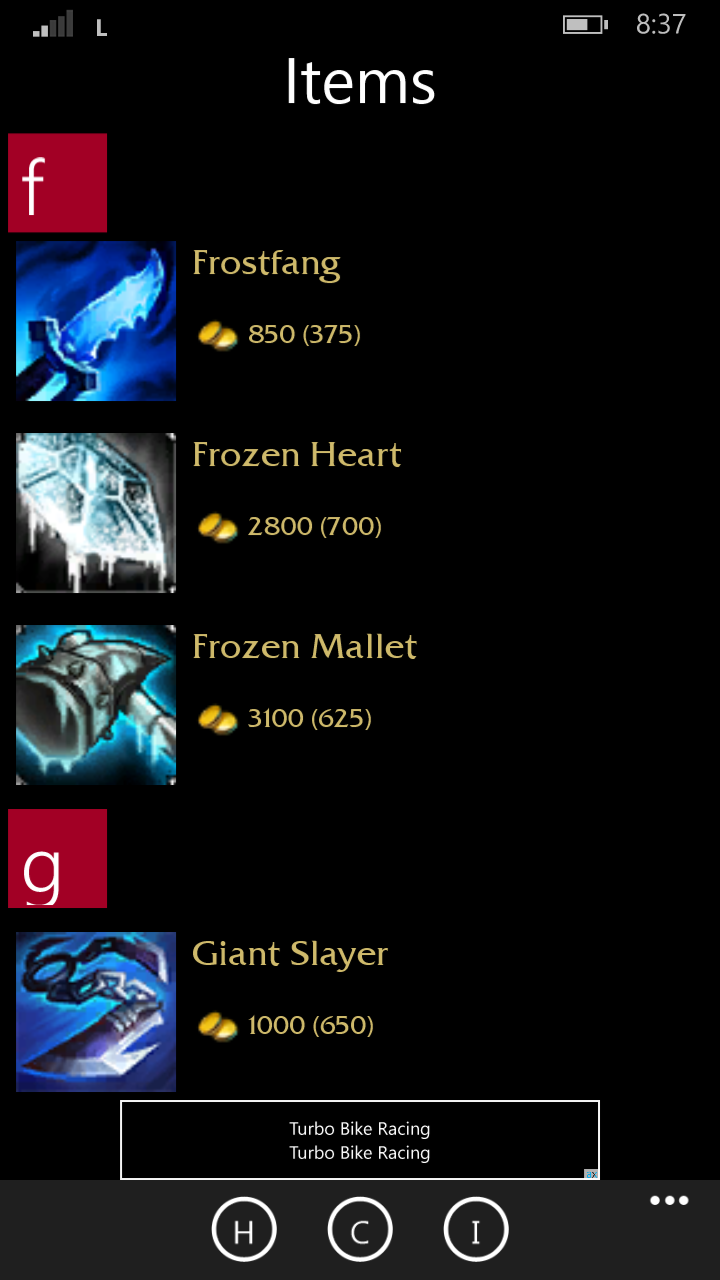 L 8:37
Items
f
Frostfang
850 (375)
Frozen Heart
2800 (700)
Frozen Mallet
3100 (625)
g
Giant Slayer
1000 (650)
Turbo Bike Racing
Turbo Bike Racing
H C I